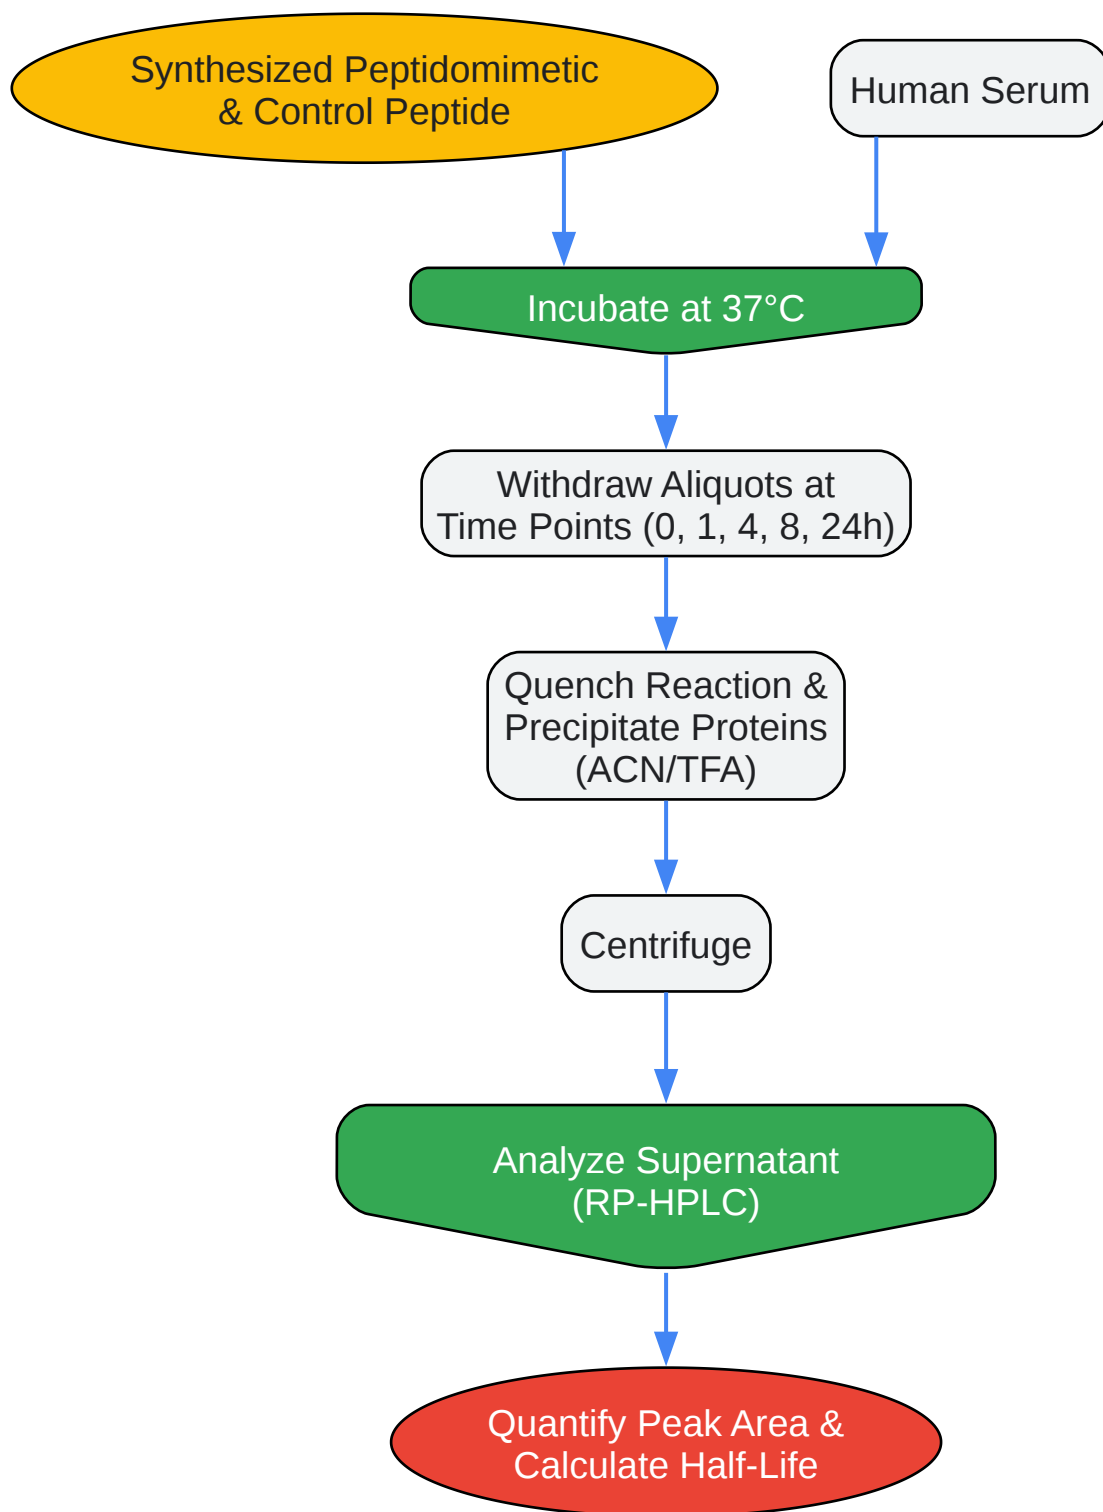 Synthesized Peptidomimetic
& Control Peptide
Human Serum
Incubate at 37°C
Withdraw Aliquots at
Time Points (0, 1, 4, 8, 24h)
Quench Reaction &
Precipitate Proteins
(ACN/TFA)
Centrifuge
Analyze Supernatant
(RP-HPLC)
Quantify Peak Area &
Calculate Half-Life